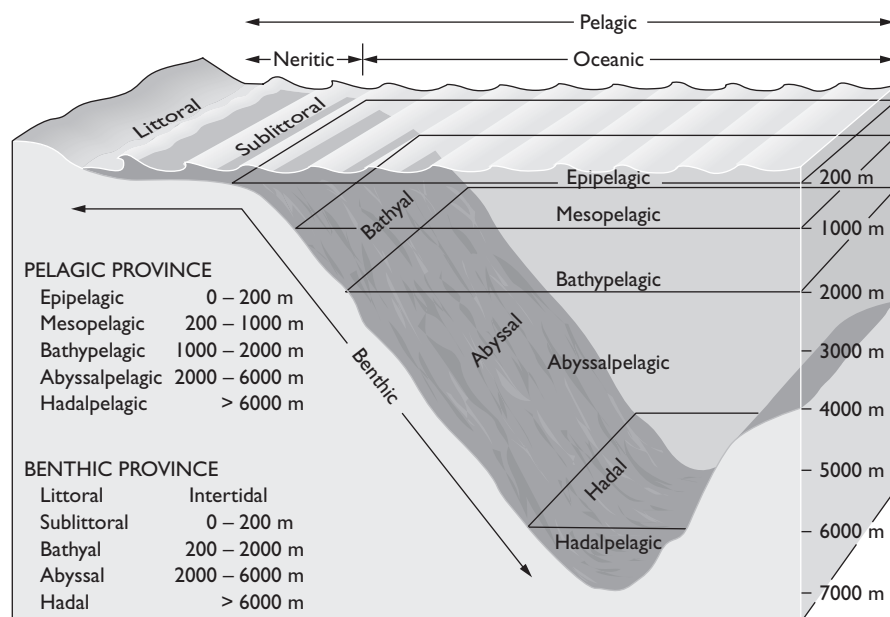 Pelagic
Neritic
Oceanic
Littoral
Sublittoral
Epipelagic
200 m
Bathyal
Mesopelagic
1000 m
PELAGIC PROVINCE
Epipelagic 0 – 200 m
Mesopelagic 200 – 1000 m
Bathypelagic 1000 – 2000 m
Abyssalpelagic 2000 – 6000 m
Hadalpelagic > 6000 m
Bathypelagic
2000 m
Abyssal
3000 m
Benthic
Abyssalpelagic
4000 m
BENTHIC PROVINCE
Littoral Intertidal
Sublittoral 0 – 200 m
Bathyal 200 – 2000 m
Abyssal 2000 – 6000 m
Hadal > 6000 m
Hadal
5000 m
6000 m
Hadalpelagic
7000 m